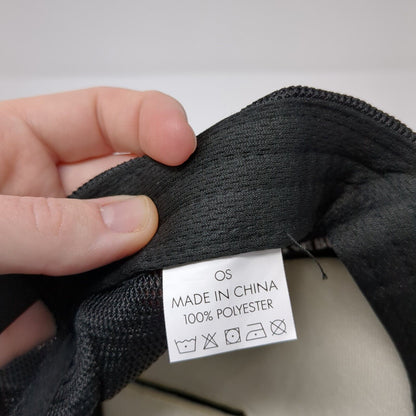 OS
MADE IN CHINA
100% POLYESTER